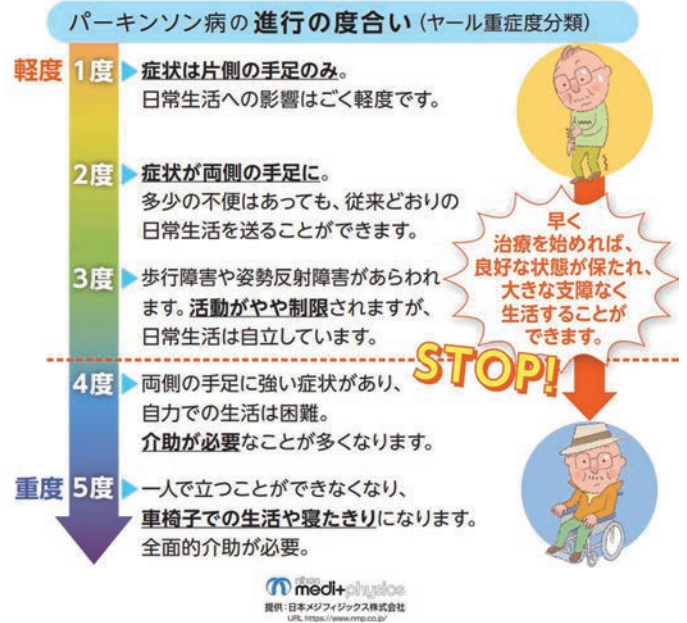 パーキンソン病の進行の度合い（ヤール重症度分類）
軽度 1度 症状は片側の手足のみ。
日常生活への影響はごく軽度です。
2度 症状が両側の手足に。
多少の不便はあっても、従来どおりの
日常生活を送ることができます。
3度 歩行障害や姿勢反射障害があらわれ
ます。活動がやや制限されますが、
日常生活は自立しています。
早く
治療を始めれば、
良好な状態が保たれ、
大きな支障なく
生活することが
できます。
STOP!
4度 両側の手足に強い症状があり、
自力での生活は困難。
介助が必要なことが多くなります。
重度 5度 一人で立つことができなくなり、
車椅子での生活や寝たきりになります。
全面的介助が必要。
nihon
medi+physics
提供：日本メジフィジックス株式会社
URL https://www.nmp.co.jp/